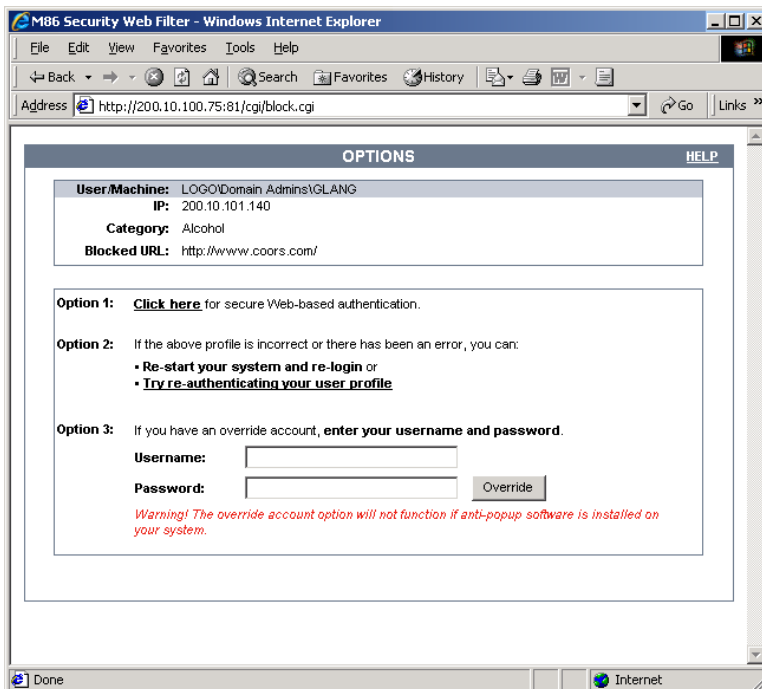 M86 Security Web Filter - Windows Internet Explorer
File Edit View Favorites Tools Help
Back Search Favorites History
Address http://200.10.100.75:81/cgi/block.cgi Go Links »
OPTIONS HELP
User/Machine: LOGO\Domain Admins\GLANG
IP: 200.10.101.140
Category: Alcohol
Blocked URL: http://www.coors.com/
Option 1: Click here for secure Web-based authentication.
Option 2: If the above profile is incorrect or there has been an error, you can:
▪ Re-start your system and re-login or
▪ Try re-authenticating your user profile
Option 3: If you have an override account, enter your username and password.
Username:
Password: Override
Warning! The override account option will not function if anti-popup software is installed on
your system.
Done Internet